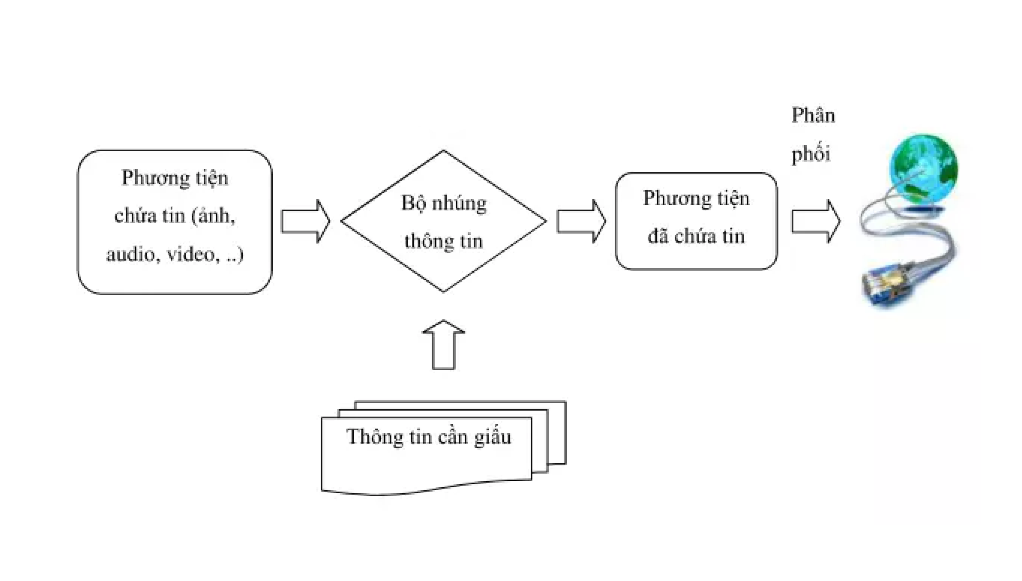 Phương tiện
chứa tin (ảnh,
audio, video, ..)
Bộ nhúng
thông tin
Phương tiện
đã chứa tin
Phân
phối
Thông tin cần giấu